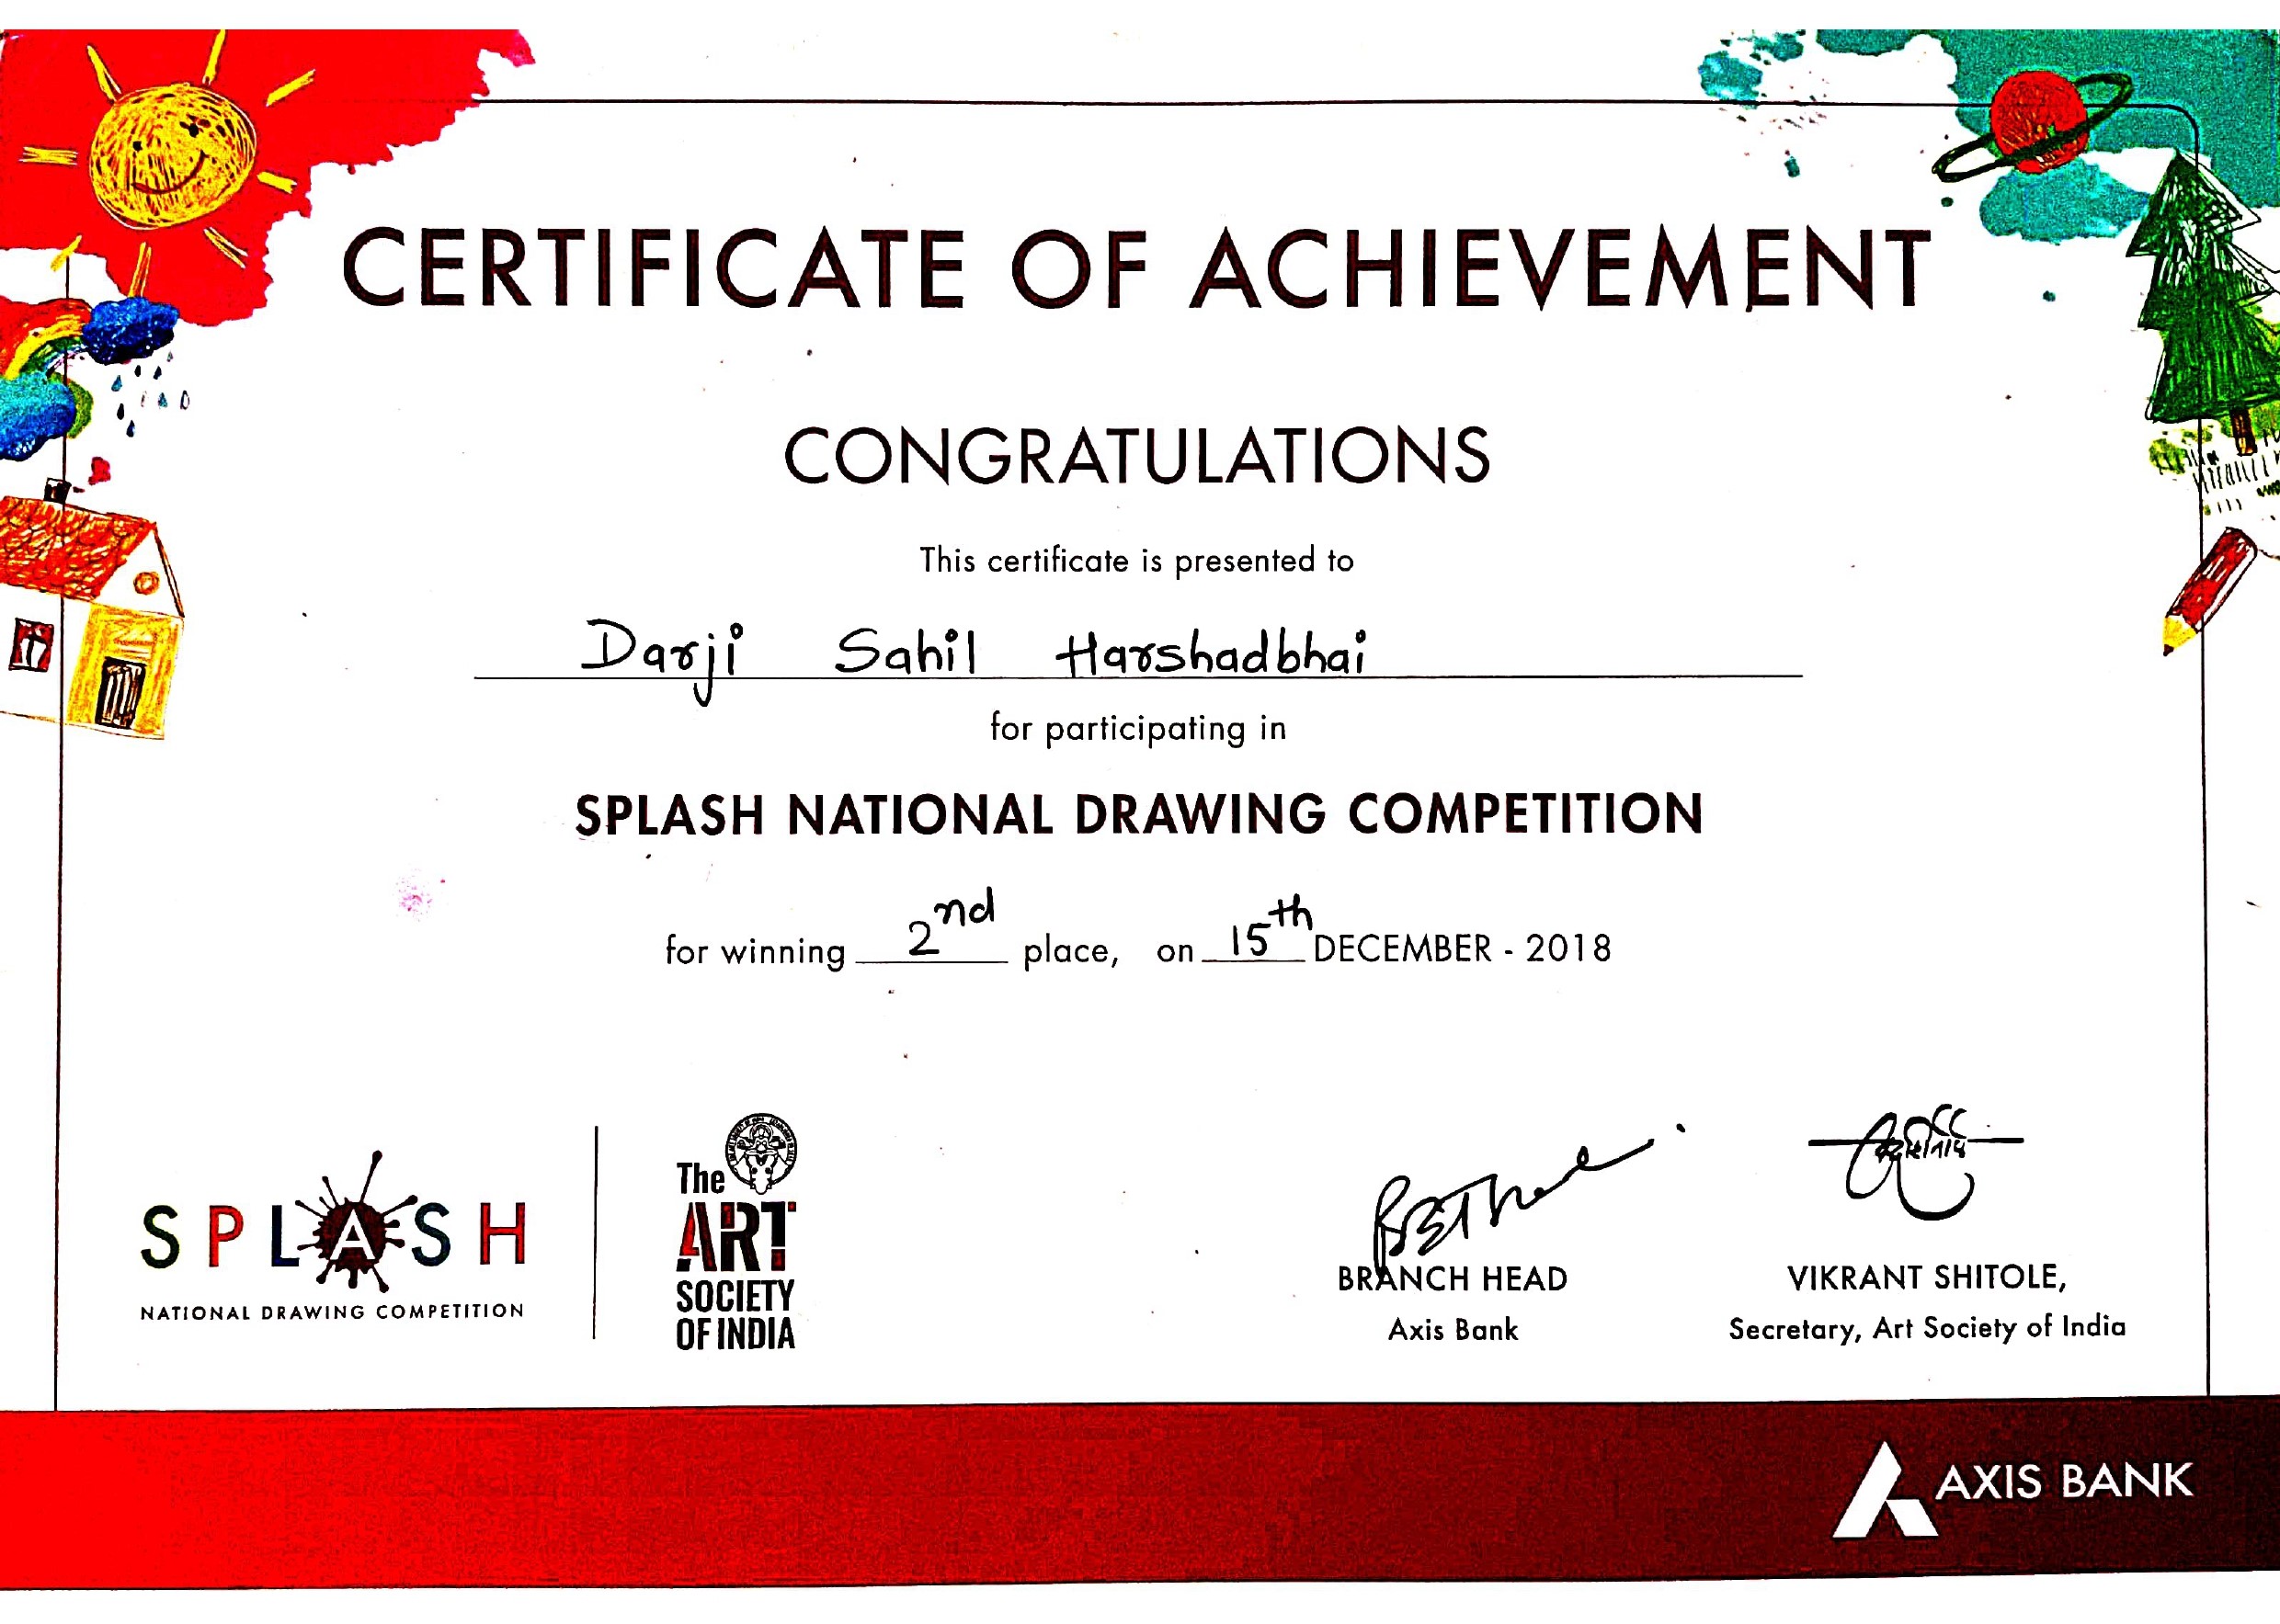 CERTIFICATE OF ACHIEVEMENT
CONGRATULATIONS
This certificate is presented to
Darji Sahil Harshadbhai
for participating in
SPLASH NATIONAL DRAWING COMPETITION
for winning 2nd place, on 15th DECEMBER - 2018
SPLASH
NATIONAL DRAWING COMPETITION
The
ART
SOCIETY
OF INDIA
BRANCH HEAD
Axis Bank
VIKRANT SHITOLE,
Secretary, Art Society of India
AXIS BANK